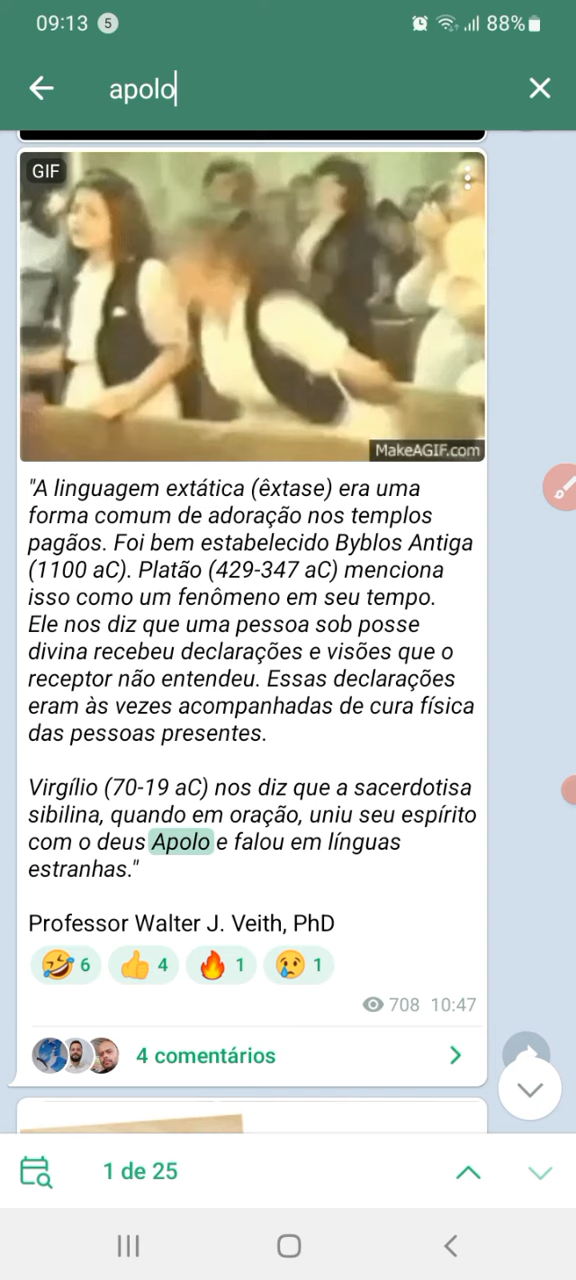 09:13 5 88%
apolo
GIF
MakeAGIF.com
"A linguagem extática (êxtase) era uma
forma comum de adoração nos templos
pagãos. Foi bem estabelecido Byblos Antiga
(1100 aC). Platão (429-347 aC) menciona
isso como um fenômeno em seu tempo.
Ele nos diz que uma pessoa sob posse
divina recebeu declarações e visões que o
receptor não entendeu. Essas declarações
eram às vezes acompanhadas de cura física
das pessoas presentes.
Virgílio (70-19 aC) nos diz que a sacerdotisa
sibilina, quando em oração, uniu seu espírito
com o deus Apolo e falou em línguas
estranhas."
Professor Walter J. Veith, PhD
6 4 1 1
708 10:47
4 comentários
1 de 25